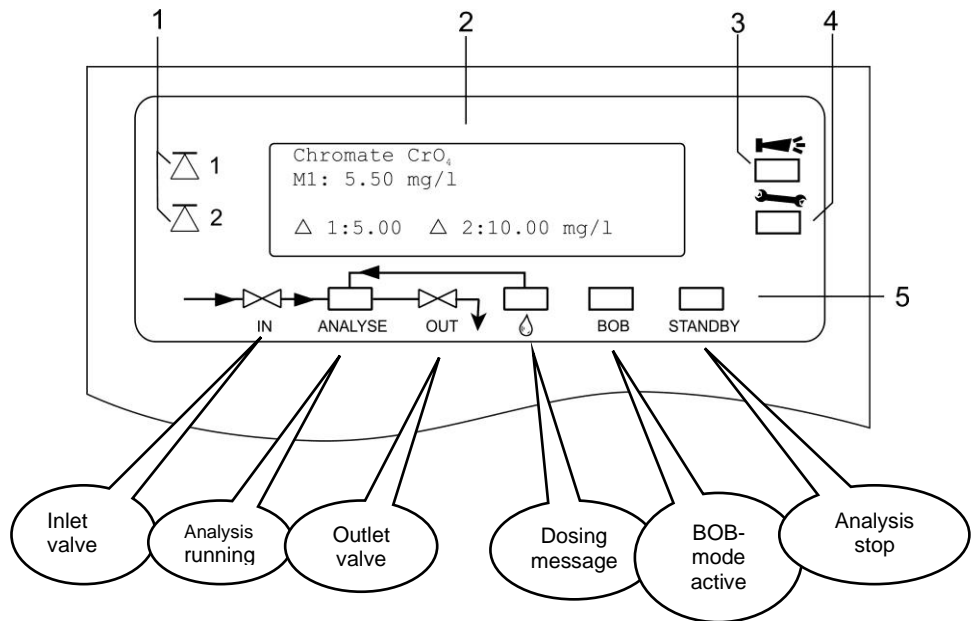 1
2
3
4
1
2
Chromate CrO₄
M1: 5.50 mg/l
△ 1:5.00 △ 2:10.00 mg/l
5
IN
ANALYSE
OUT
BOB
STANDBY
Inlet
valve
Analysis
running
Outlet
valve
Dosing
message
BOB-
mode
active
Analysis
stop